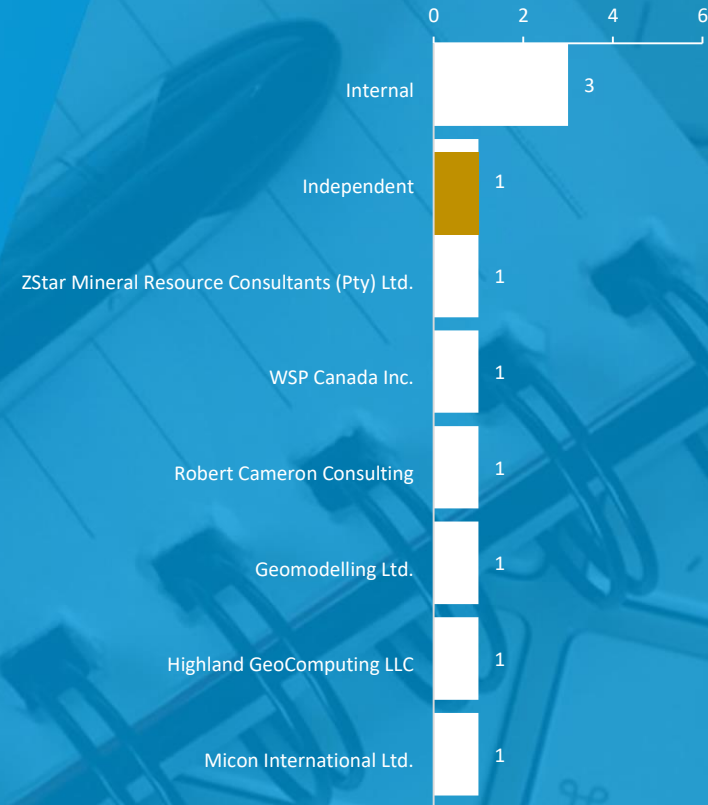 0 2 4 6
Internal 3
Independent 1
ZStar Mineral Resource Consultants (Pty) Ltd. 1
WSP Canada Inc. 1
Robert Cameron Consulting 1
Geomodelling Ltd. 1
Highland GeoComputing LLC 1
Micon International Ltd. 1